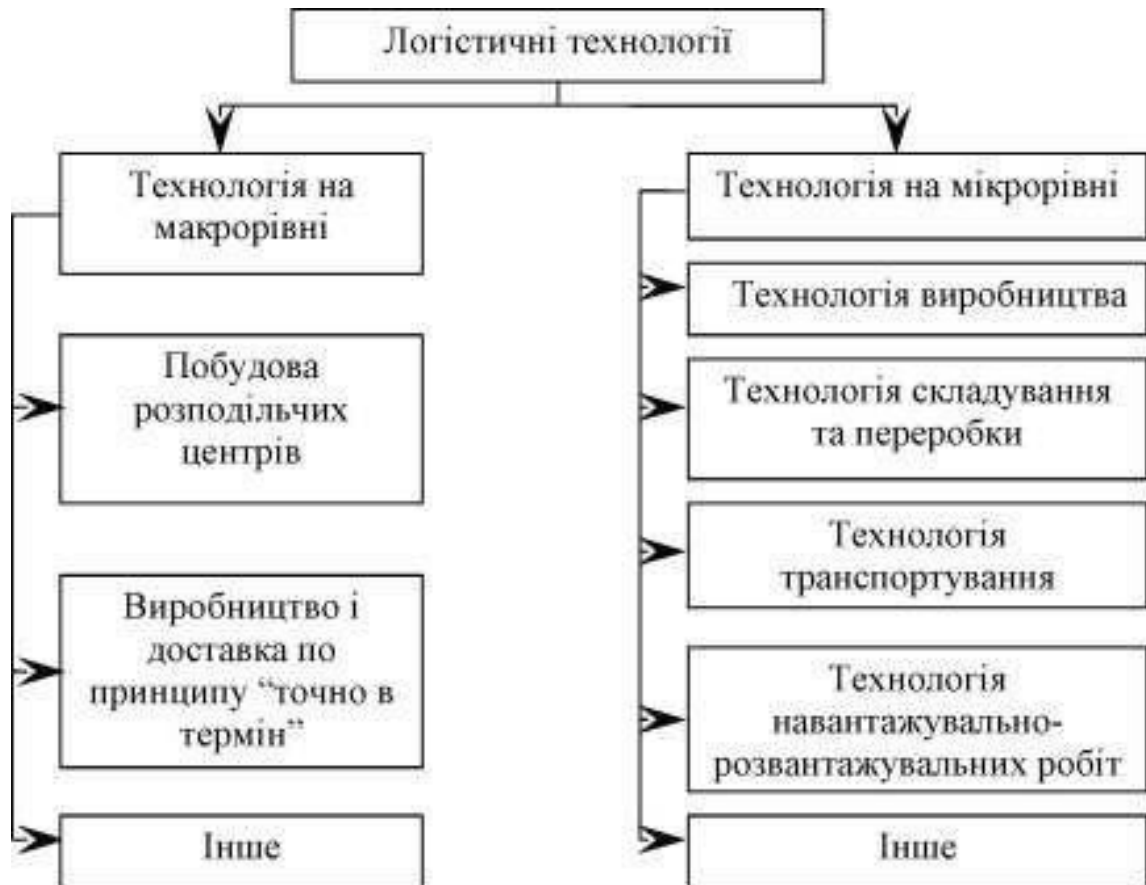 Логістичні технології
Технологія на
макрорівні
Побудова
розподільчих
центрів
Виробництво і
доставка по
принципу “точно в
термін”
Інше
Технологія на мікрорівні
Технологія виробництва
Технологія складування
та переробки
Технологія
транспортування
Технологія
навантажувально-
розвантажувальних робіт
Інше